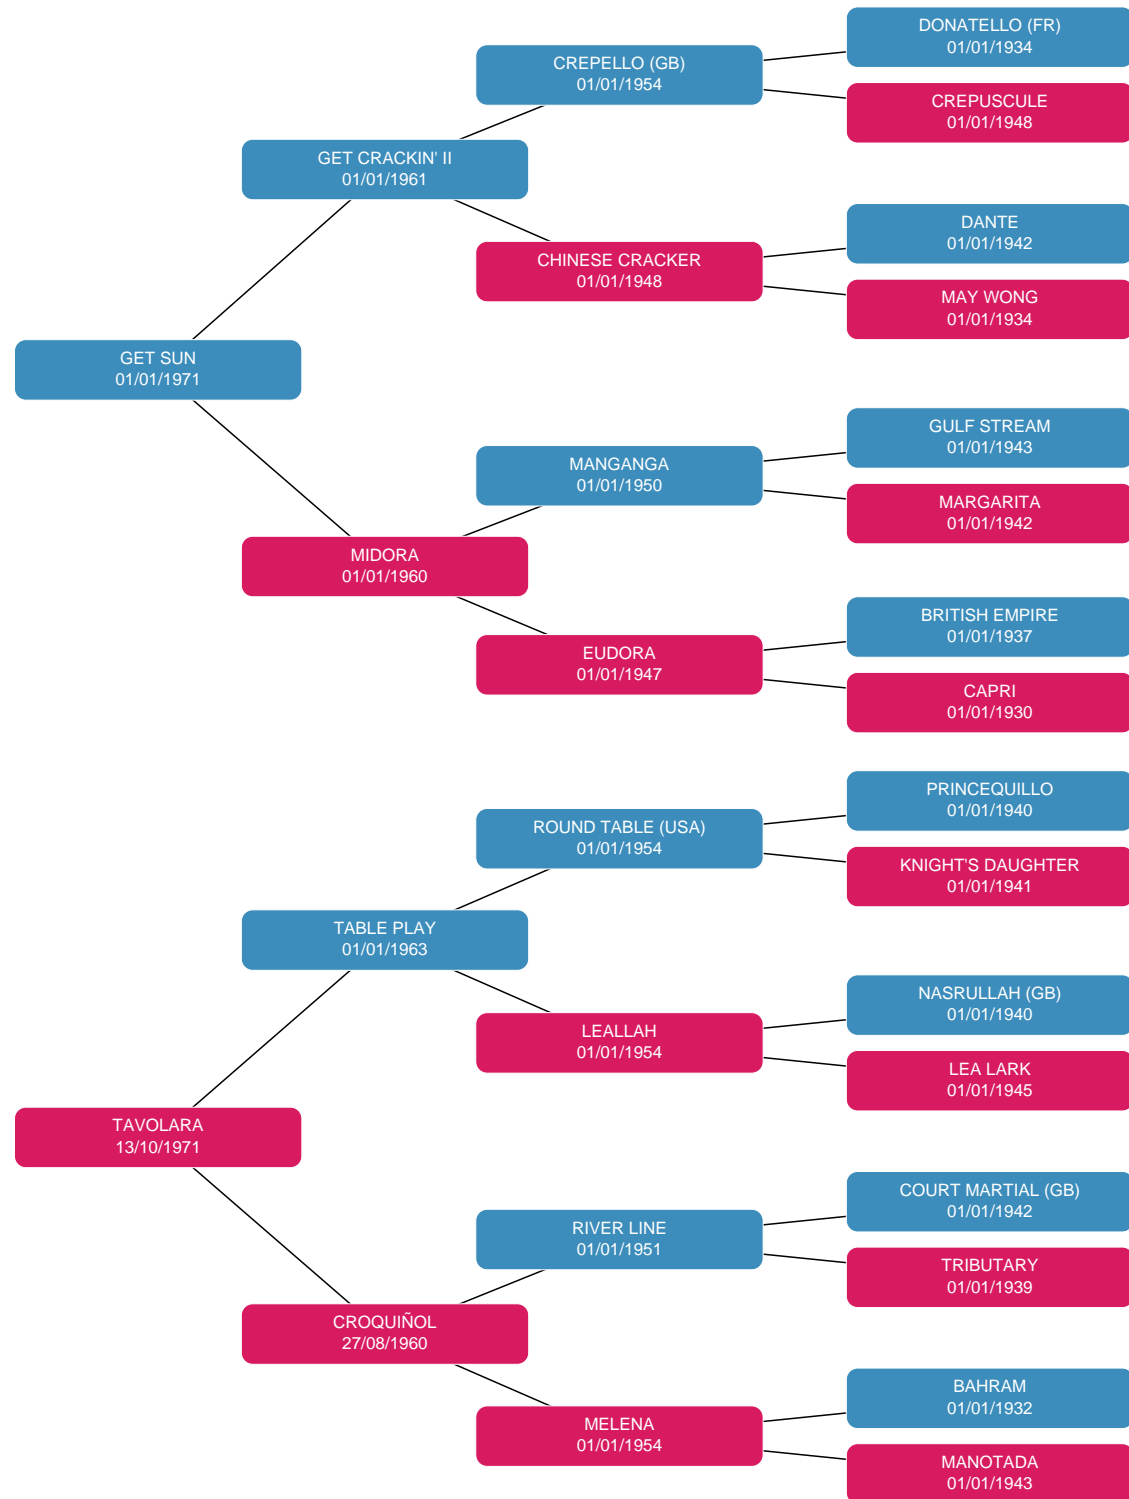 DONATELLO (FR)
01/01/1934
CREPELLO (GB)
01/01/1954
CREPUSCULE
01/01/1948
GET CRACKIN' II
01/01/1961
DANTE
01/01/1942
CHINESE CRACKER
01/01/1948
MAY WONG
01/01/1934
GET SUN
01/01/1971
GULF STREAM
01/01/1943
MANGANGA
01/01/1950
MARGARITA
01/01/1942
MIDORA
01/01/1960
BRITISH EMPIRE
01/01/1937
EUDORA
01/01/1947
CAPRI
01/01/1930
PRINCEQUILLO
01/01/1940
ROUND TABLE (USA)
01/01/1954
KNIGHT'S DAUGHTER
01/01/1941
TABLE PLAY
01/01/1963
NASRULLAH (GB)
01/01/1940
LEALLAH
01/01/1954
LEA LARK
01/01/1945
TAVOLARA
13/10/1971
COURT MARTIAL (GB)
01/01/1942
RIVER LINE
01/01/1951
TRIBUTARY
01/01/1939
CROQUIÑOL
27/08/1960
BAHRAM
01/01/1932
MELENA
01/01/1954
MANOTADA
01/01/1943